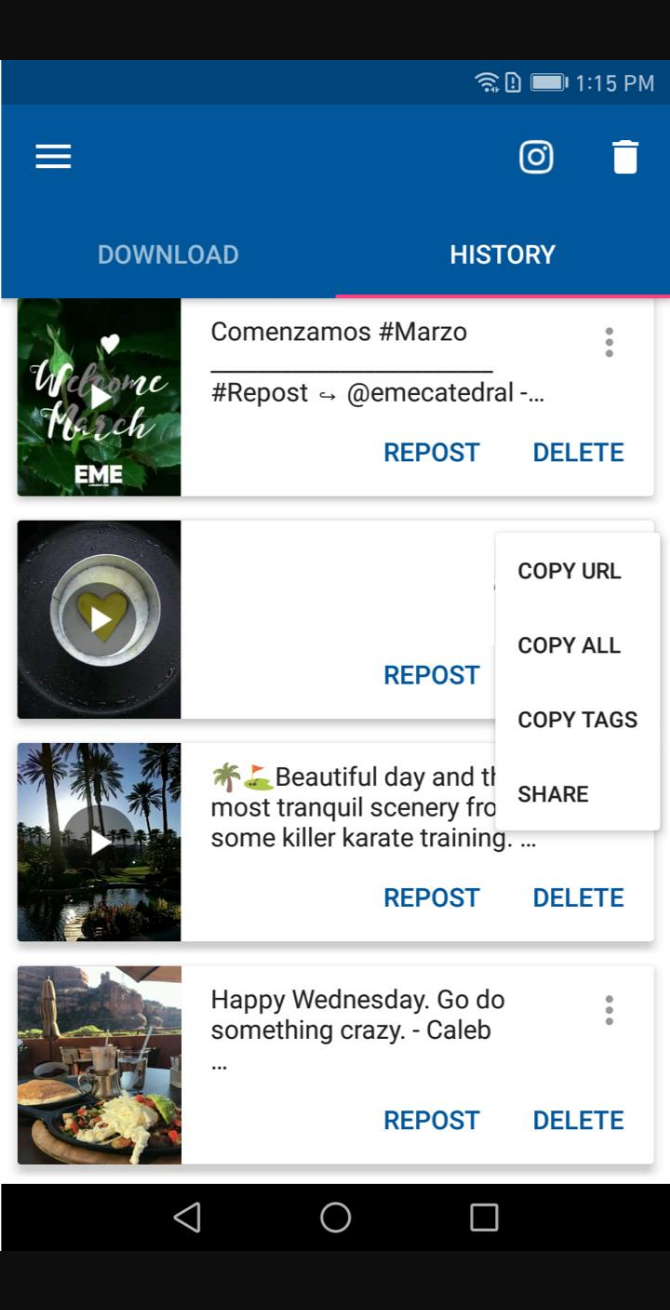 1:15 PM
DOWNLOAD
HISTORY
Welcome
March
EME
Comenzamos #Marzo
#Repost ↪ @emecatedral -...
REPOST
DELETE
REPOST
COPY URL
COPY ALL
COPY TAGS
SHARE
🌴⛳Beautiful day and th
most tranquil scenery fro
some killer karate training. ...
REPOST
DELETE
Happy Wednesday. Go do
something crazy. - Caleb
...
REPOST
DELETE